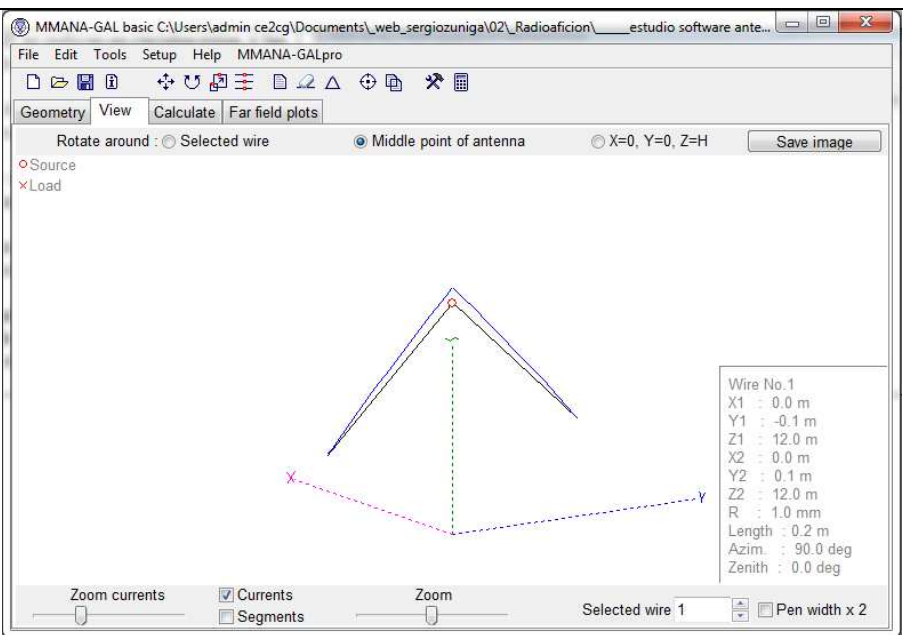 MMANA-GAL basic C:\Users\admin ce2cg\Documents\_web_sergiozuniga\02\_Radioaficion\_____estudio software ante...
File Edit Tools Setup Help MMANA-GALpro
Geometry View Calculate Far field plots
Rotate around : Selected wire Middle point of antenna X=0, Y=0, Z=H Save image
Source
Load
X
Y
Wire No.1
X1 : 0.0 m
Y1 : -0.1 m
Z1 : 12.0 m
X2 : 0.0 m
Y2 : 0.1 m
Z2 : 12.0 m
R : 1.0 mm
Length : 0.2 m
Azim. : 90.0 deg
Zenith : 0.0 deg
Zoom currents Currents Zoom
Segments Selected wire 1 Pen width x 2